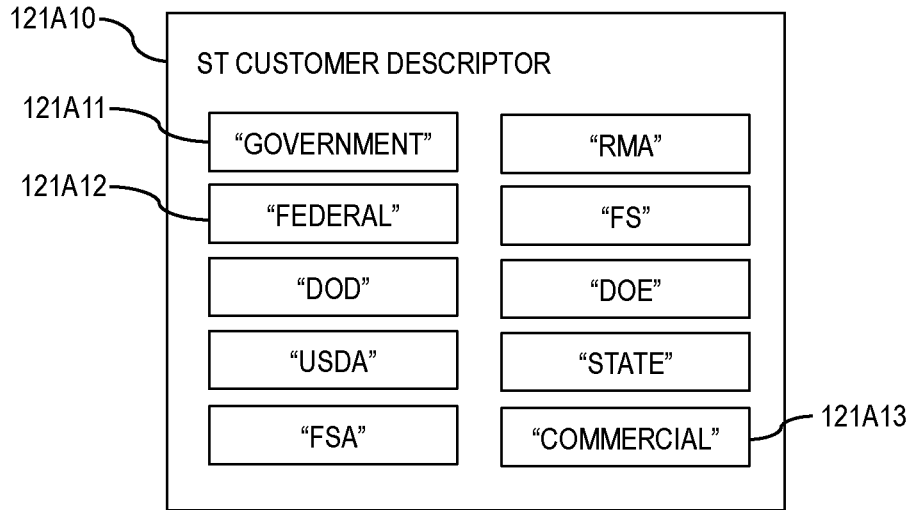 121A10
ST CUSTOMER DESCRIPTOR
121A11
“GOVERNMENT”
“RMA”
121A12
“FEDERAL”
“FS”
“DOD”
“DOE”
“USDA”
“STATE”
“FSA”
“COMMERCIAL”
121A13